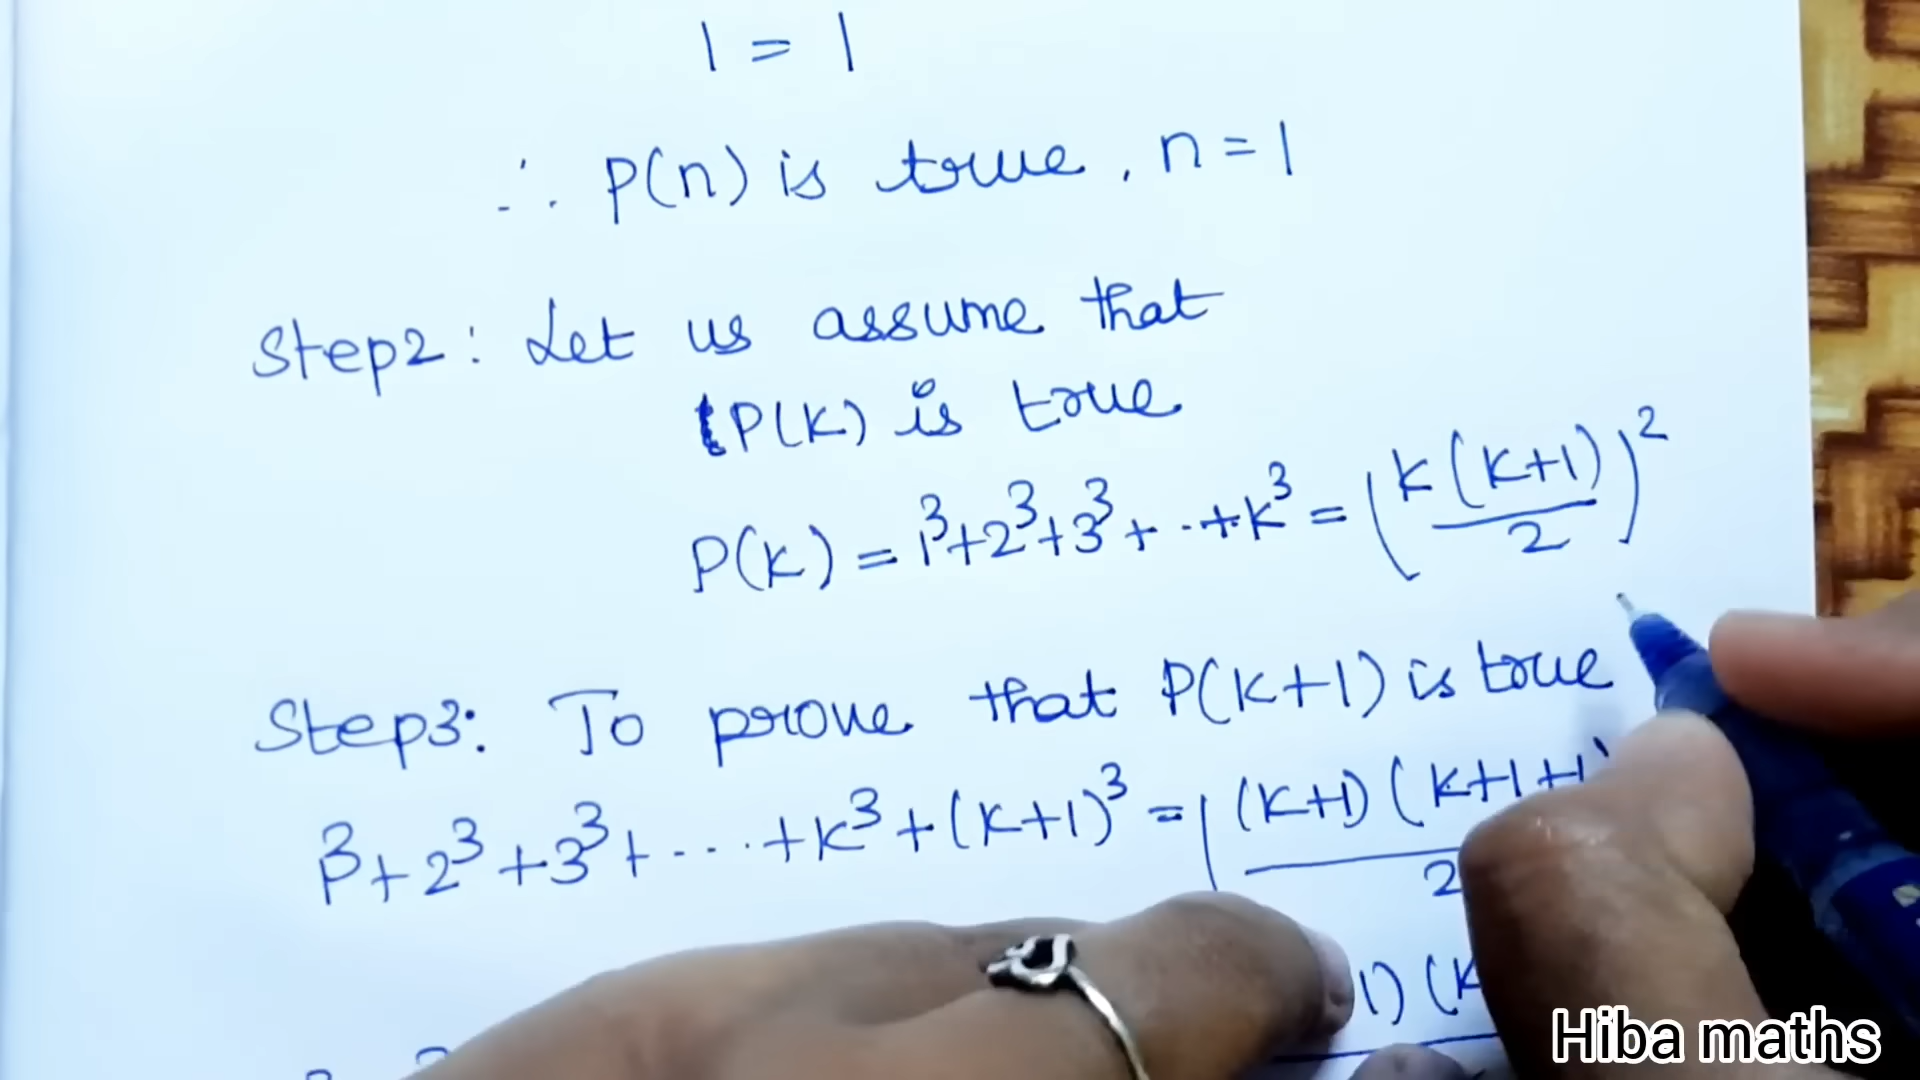 1 = 1
∴ P(n) is true, n = 1
Step2: Let us assume that
P(k) is true
P(k) = 1³+2³+3³+ ··+k³ = (k(k+1)/2)²
Step3: To prove that P(k+1) is true
1³+2³+3³+ ···+k³+(k+1)³ = ((k+1)(k+1+1)/2
1) (k
Hiba maths